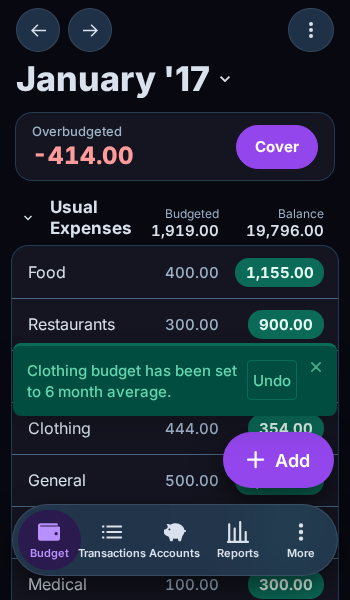 January '17
Overbudgeted
-414.00
Cover
Usual
Expenses
Budgeted
1,919.00
Balance
19,796.00
Food 400.00 1,155.00
Restaurants 300.00 900.00
Clothing budget has been set
to 6 month average.
Undo
Clothing 444.00 354.00
General 500.00
Add
Budget Transactions Accounts Reports More
Medical 100.00 300.00